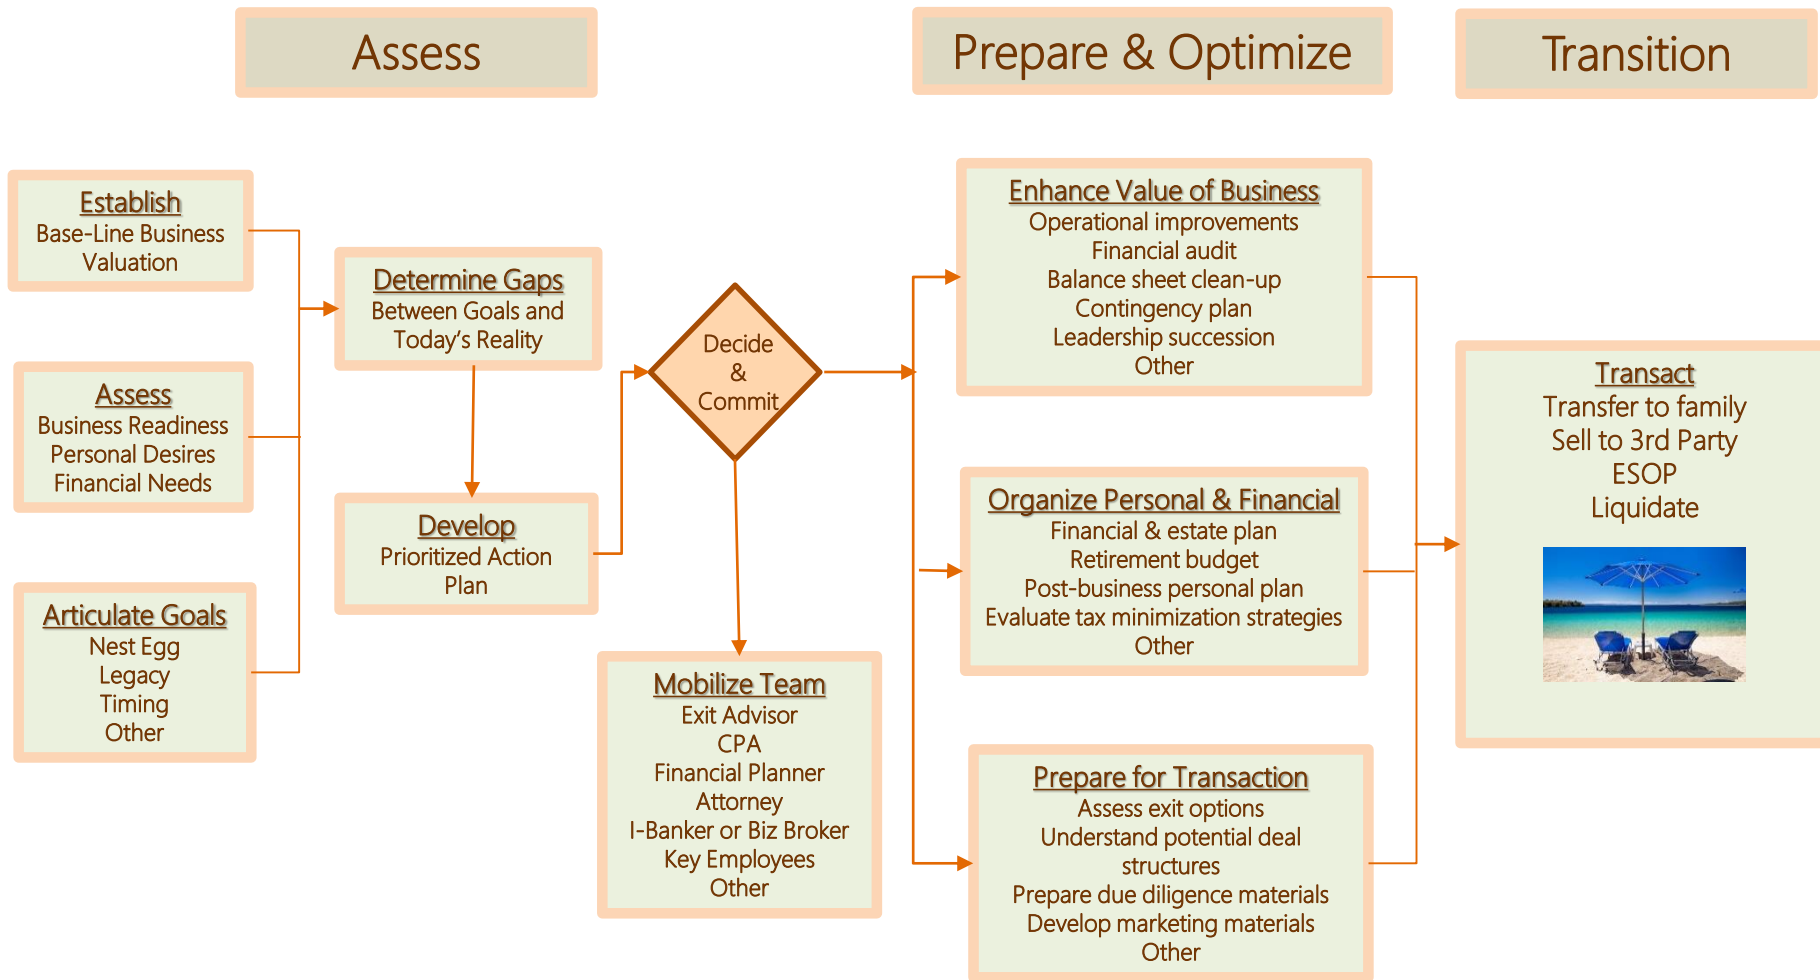 Assess
Prepare & Optimize
Transition
Establish
Base-Line Business
Valuation
Assess
Business Readiness
Personal Desires
Financial Needs
Articulate Goals
Nest Egg
Legacy
Timing
Other
Determine Gaps
Between Goals and
Today’s Reality
Develop
Prioritized Action
Plan
Decide
&
Commit
Mobilize Team
Exit Advisor
CPA
Financial Planner
Attorney
I-Banker or Biz Broker
Key Employees
Other
Enhance Value of Business
Operational improvements
Financial audit
Balance sheet clean-up
Contingency plan
Leadership succession
Other
Organize Personal & Financial
Financial & estate plan
Retirement budget
Post-business personal plan
Evaluate tax minimization strategies
Other
Prepare for Transaction
Assess exit options
Understand potential deal
structures
Prepare due diligence materials
Develop marketing materials
Other
Transact
Transfer to family
Sell to 3rd Party
ESOP
Liquidate